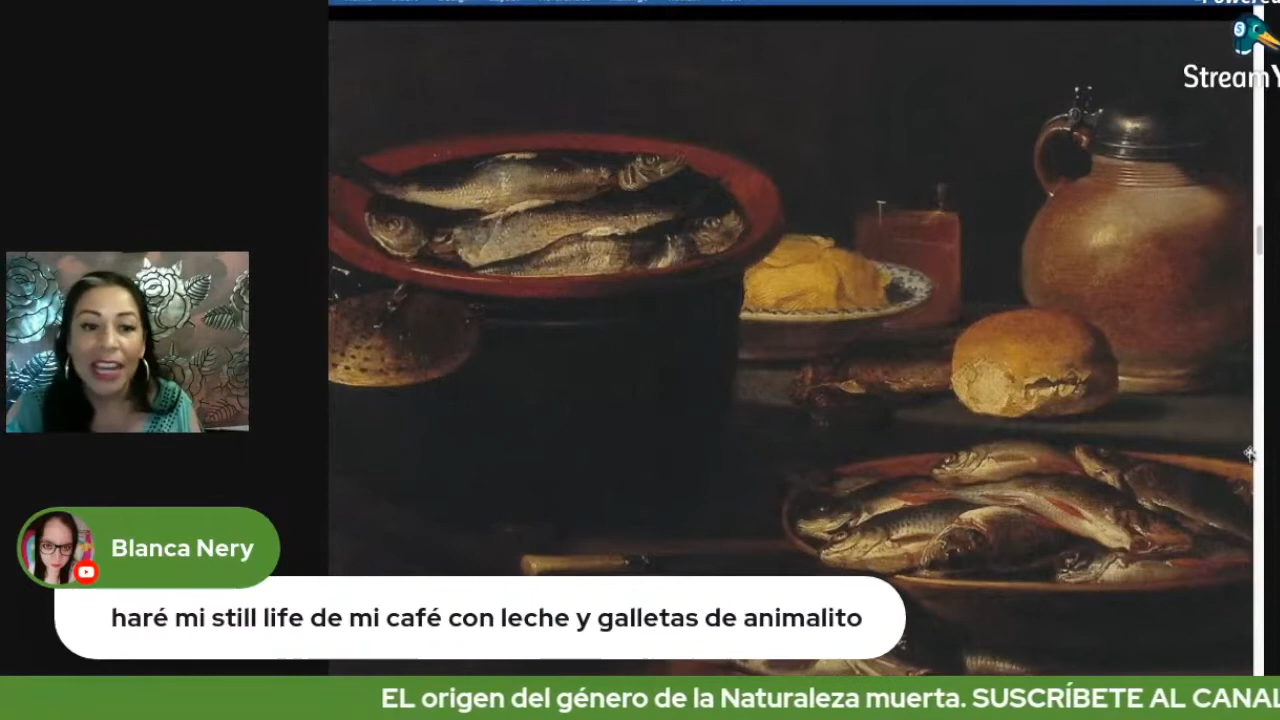 Powered
StreamY
Blanca Nery
haré mi still life de mi café con leche y galletas de animalito
EL origen del género de la Naturaleza muerta. SUSCRÍBETE AL CANAL